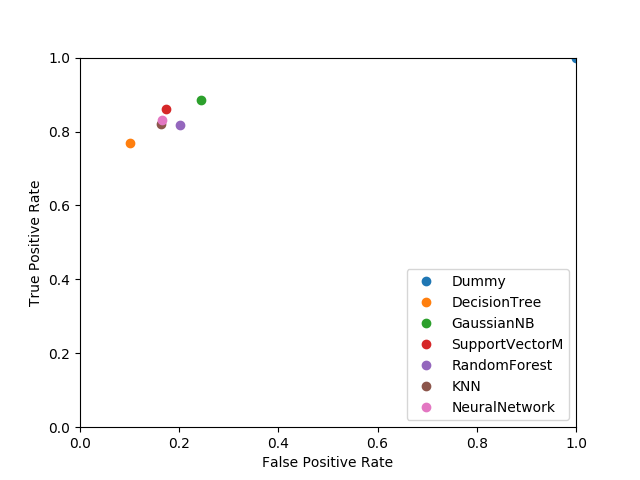 1.0
0.8
0.6
0.4
0.2
0.0
True Positive Rate
Dummy
DecisionTree
GaussianNB
SupportVectorM
RandomForest
KNN
NeuralNetwork
0.0 0.2 0.4 0.6 0.8 1.0
False Positive Rate